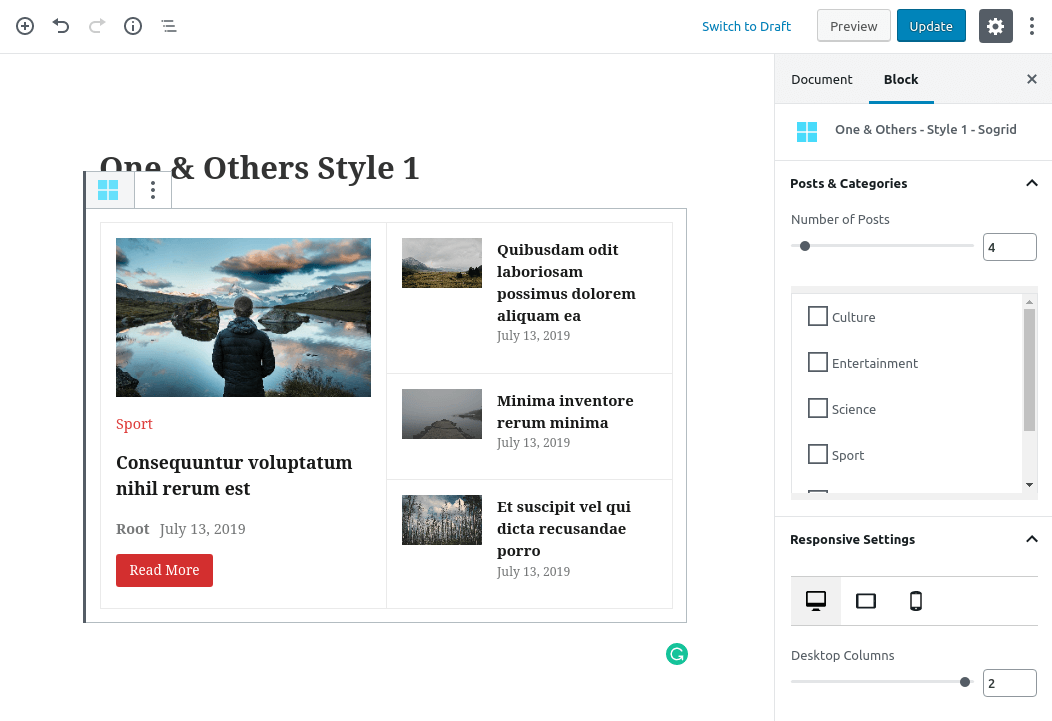 Switch to Draft
Preview
Update
Document
Block
One & Others - Style 1 - Sogrid
Posts & Categories
Number of Posts
4
Culture
Entertainment
Science
Sport
Responsive Settings
Desktop Columns
2
One & Others Style 1
Sport
Consequuntur voluptatum
nihil rerum est
Root July 13, 2019
Read More
Quibusdam odit
laboriosam
possimus dolorem
aliquam ea
July 13, 2019
Minima inventore
rerum minima
July 13, 2019
Et suscipit vel qui
dicta recusandae
porro
July 13, 2019